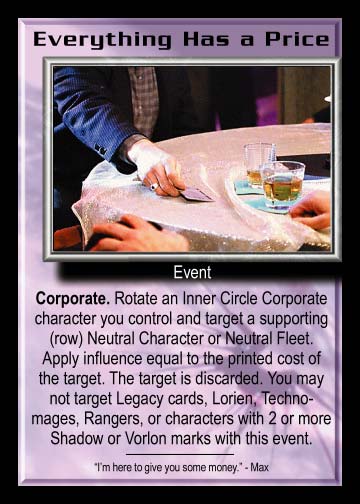 Everything Has a Price
Event
Corporate. Rotate an Inner Circle Corporate
character you control and target a supporting
(row) Neutral Character or Neutral Fleet.
Apply influence equal to the printed cost of
the target. The target is discarded. You may
not target Legacy cards, Lorien, Techno-
mages, Rangers, or characters with 2 or more
Shadow or Vorlon marks with this event.
“I'm here to give you some money.” - Max